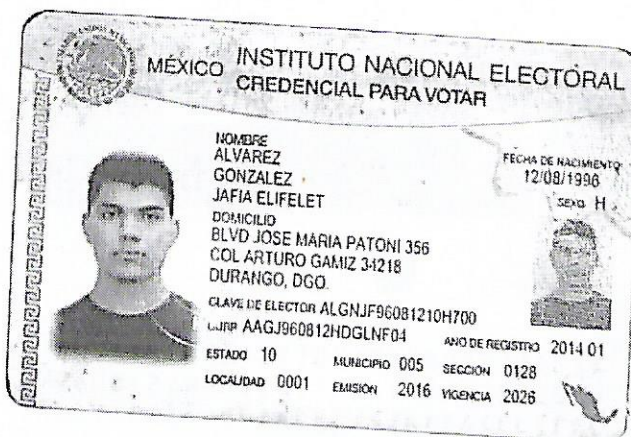 MÉXICO INSTITUTO NACIONAL ELECTORAL
CREDENCIAL PARA VOTAR
NOMBRE
ALVAREZ
GONZALEZ
JAFIA ELIFELET
FECHA DE NACIMIENTO
12/08/1996
SEXO H
DOMICILIO
BLVD JOSE MARIA PATONI 356
COL ARTURO GAMIZ 34218
DURANGO, DGO.
CLAVE DE ELECTOR ALGNJF96081210H700
CURP AAGJ960812HDGLNF04 AÑO DE REGISTRO 2014 01
ESTADO 10 MUNICIPIO 005 SECCIÓN 0128
LOCALIDAD 0001 EMISIÓN 2016 VIGENCIA 2026